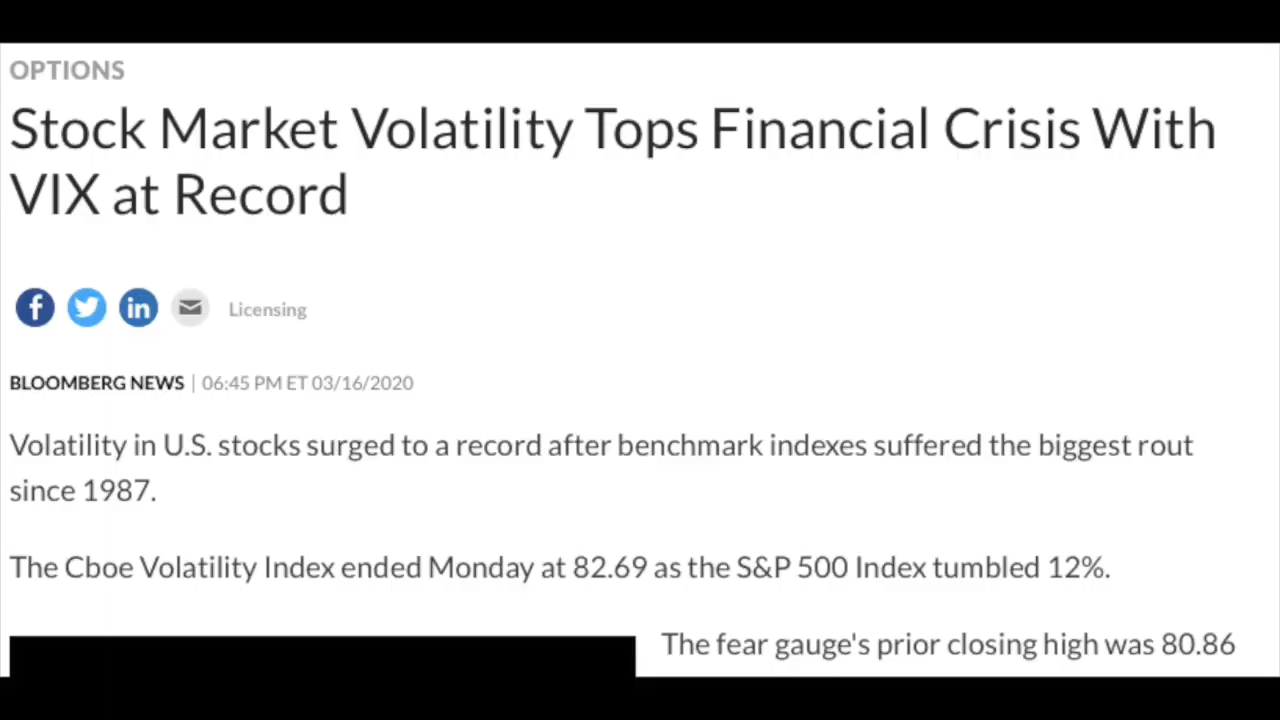 OPTIONS
Stock Market Volatility Tops Financial Crisis With
VIX at Record
f in Licensing
BLOOMBERG NEWS | 06:45 PM ET 03/16/2020
Volatility in U.S. stocks surged to a record after benchmark indexes suffered the biggest rout
since 1987.
The Cboe Volatility Index ended Monday at 82.69 as the S&P 500 Index tumbled 12%.
The fear gauge's prior closing high was 80.86